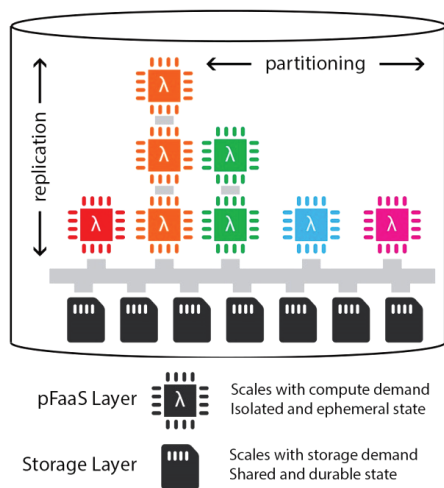 partitioning
replication
λ
λ
λ
λ
λ
λ
λ
λ
pFaaS Layer
λ
Scales with compute demand
Isolated and ephemeral state
Storage Layer
Scales with storage demand
Shared and durable state